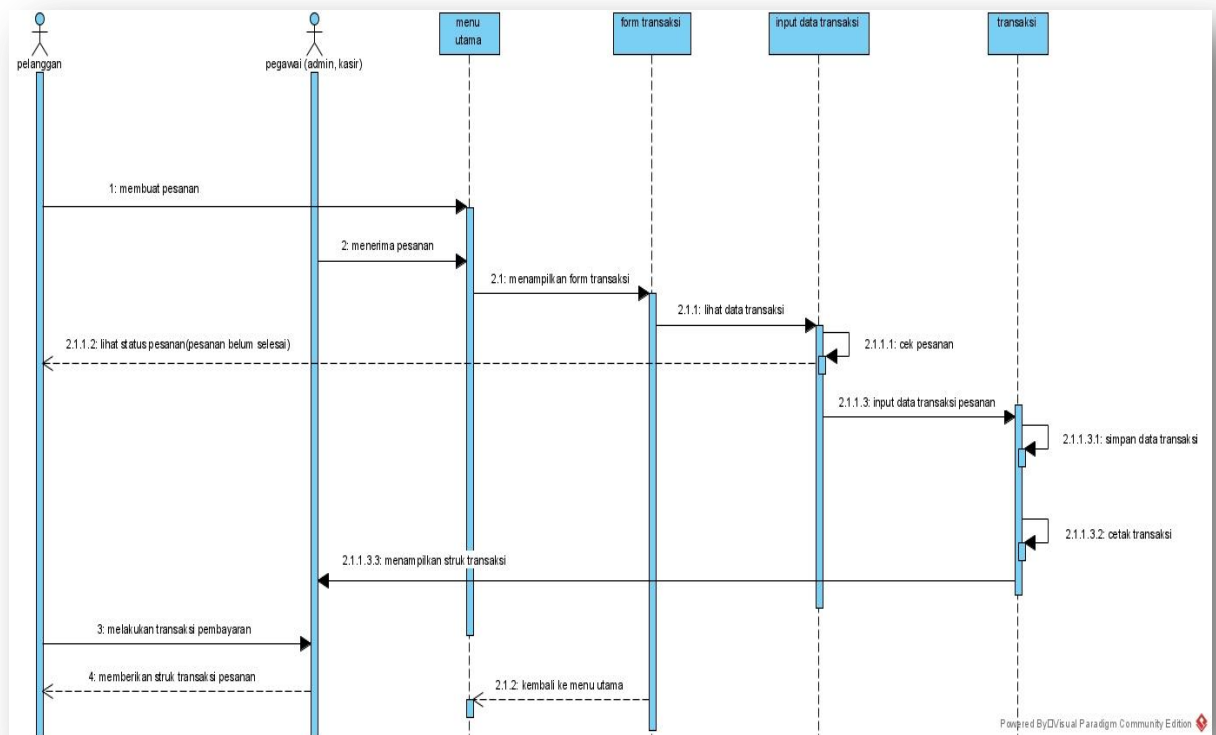 menu
utama
form transaksi
input data transaksi
transaksi
pelanggan
pegawai (admin, kasir)
1: membuat pesanan
2: menerima pesanan
2.1: menampilkan form transaksi
2.1.1: lihat data transaksi
2.1.1.2: lihat status pesanan(pesanan belum selesai)
2.1.1.1: cek pesanan
2.1.1.3: input data transaksi pesanan
2.1.1.3.1: simpan data transaksi
2.1.1.3.2: cetak transaksi
2.1.1.3.3: menampilkan struk transaksi
3: melakukan transaksi pembayaran
4: memberikan struk transaksi pesanan
2.1.2: kembali ke menu utama
Powered By□Visual Paradigm Community Edition